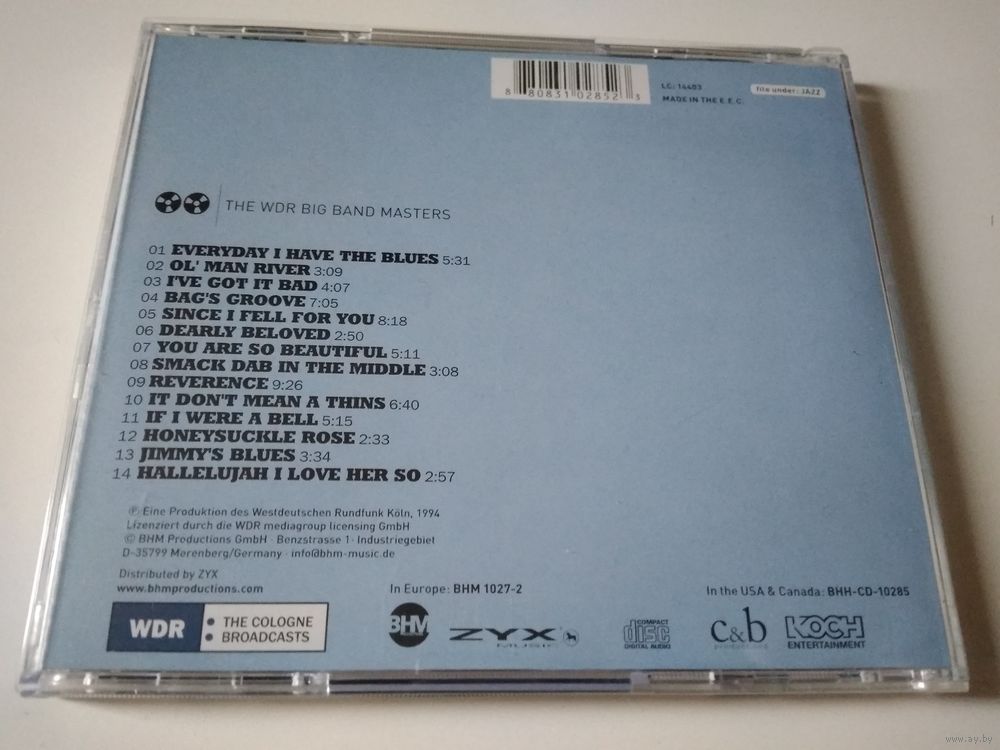 8 80831 02852 3
LC: 14403
MADE IN THE E.E.C.
file under: JAZZ
THE WDR BIG BAND MASTERS
01 EVERYDAY I HAVE THE BLUES 5:31
02 OL' MAN RIVER 3:09
03 I'VE GOT IT BAD 4:07
04 BAG'S GROOVE 7:05
05 SINCE I FELL FOR YOU 8:18
06 DEARLY BELOVED 2:50
07 YOU ARE SO BEAUTIFUL 5:11
08 SMACK DAB IN THE MIDDLE 3:08
09 REVERENCE 9:26
10 IT DON'T MEAN A THINS 6:40
11 IF I WERE A BELL 5:15
12 HONEYSUCKLE ROSE 2:33
13 JIMMY'S BLUES 3:34
14 HALLELUJAH I LOVE HER SO 2:57
℗ Eine Produktion des Westdeutschen Rundfunk Köln, 1994
Lizenziert durch die WDR mediagroup licensing GmbH
© BHM Productions GmbH · Benzstrasse 1 · Industriegebiet
D-35799 Merenberg/Germany · info@bhm-music.de
Distributed by ZYX
www.bhmproductions.com
In Europe: BHM 1027-2
In the USA & Canada: BHH-CD-10285
WDR : THE COLOGNE
BROADCASTS
BHM
ZYX
MUSIC
COMPACT
disc
DIGITAL AUDIO
c&b
productions
KOCH
ENTERTAINMENT
www.ay.by